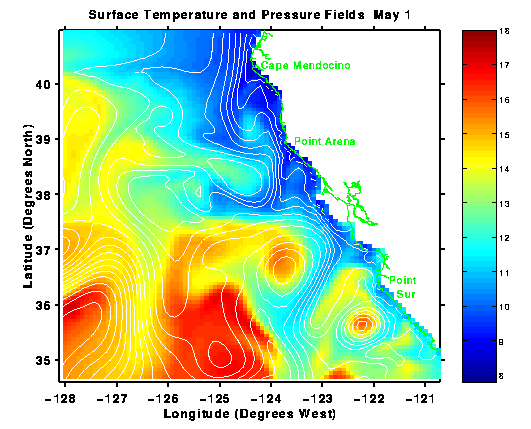 Surface Temperature and Pressure Fields May 1
18
17
16
15
14
13
12
11
10
9
8
40
39
38
37
36
35
Latitude (Degrees North)
Cape Mendocino
Point Arena
Point
Sur
−128 −127 −126 −125 −124 −123 −122 −121
Longitude (Degrees West)